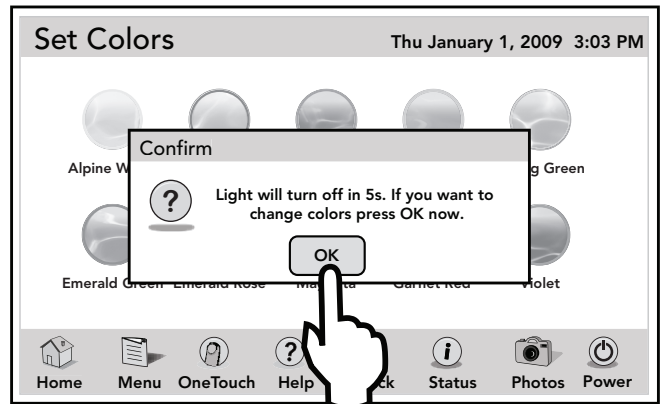 Set Colors
Thu January 1, 2009 3:03 PM
Confirm
Alpine
Green
?
Light will turn off in 5s. If you want to
change colors press OK now.
OK
Emerald Green Emerald Rose Garnet Red Violet
?
i
Home Menu OneTouch Help Status Photos Power